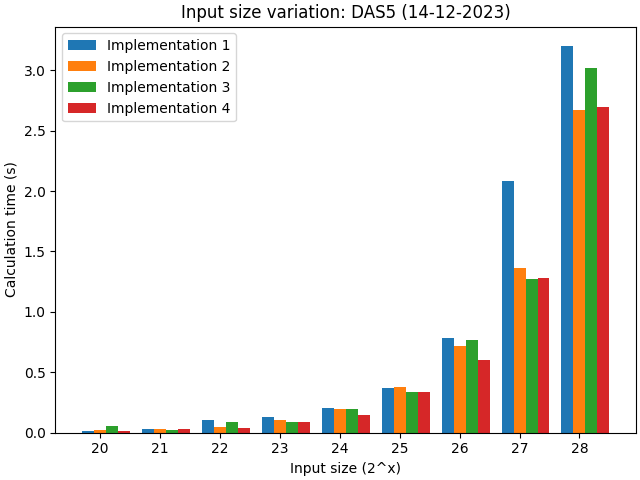 Input size variation: DAS5 (14-12-2023)
Implementation 1
Implementation 2
Implementation 3
Implementation 4
3.0
2.5
2.0
1.5
1.0
0.5
0.0
Calculation time (s)
20 21 22 23 24 25 26 27 28
Input size (2^x)